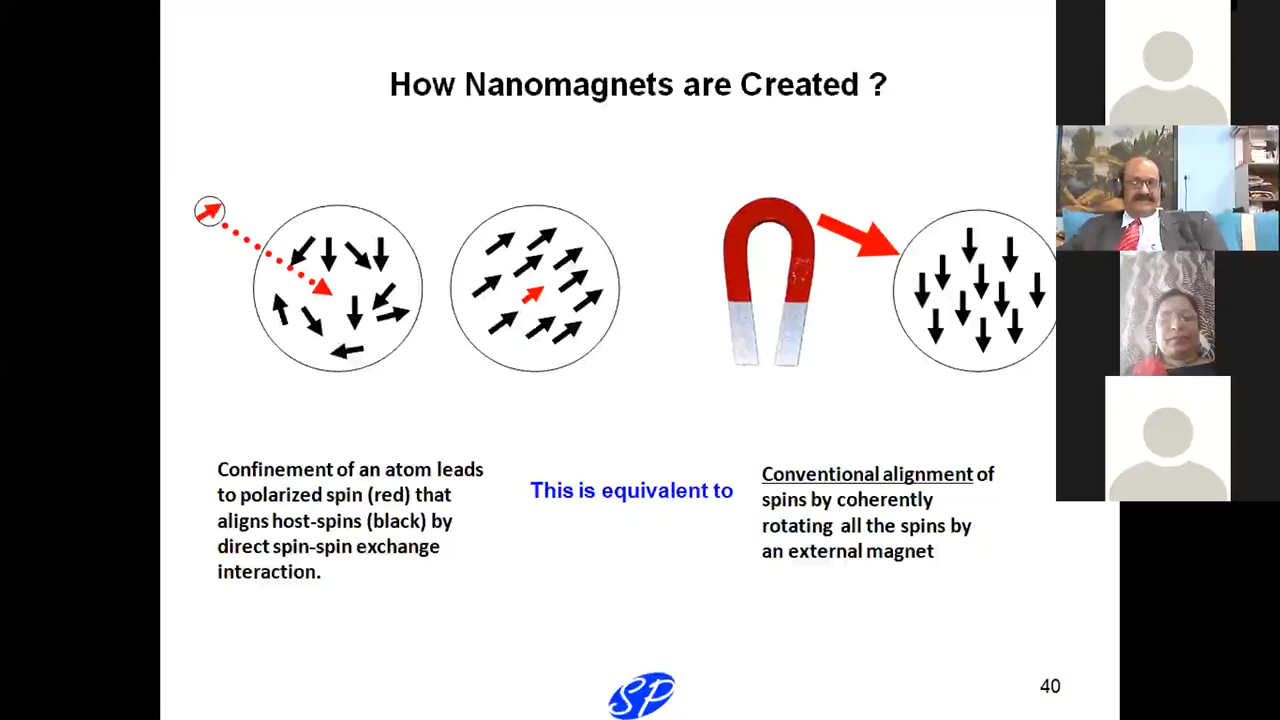 How Nanomagnets are Created ?
Confinement of an atom leads
to polarized spin (red) that
aligns host-spins (black) by
direct spin-spin exchange
interaction.
This is equivalent to
Conventional alignment of
spins by coherently
rotating all the spins by
an external magnet
SP
40